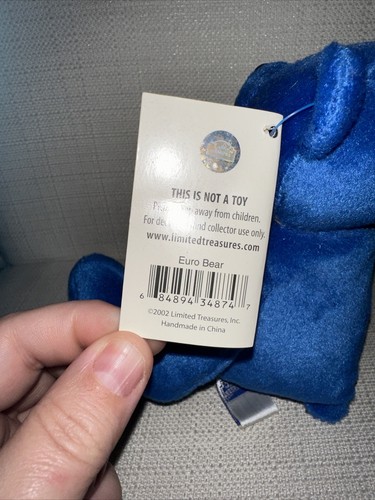 THIS IS NOT A TOY
away from children.
For and collector use only.
www.limitedtreasures.com
Euro Bear
6 84894 34874 7
©2002 Limited Treasures, Inc.
Handmade in China